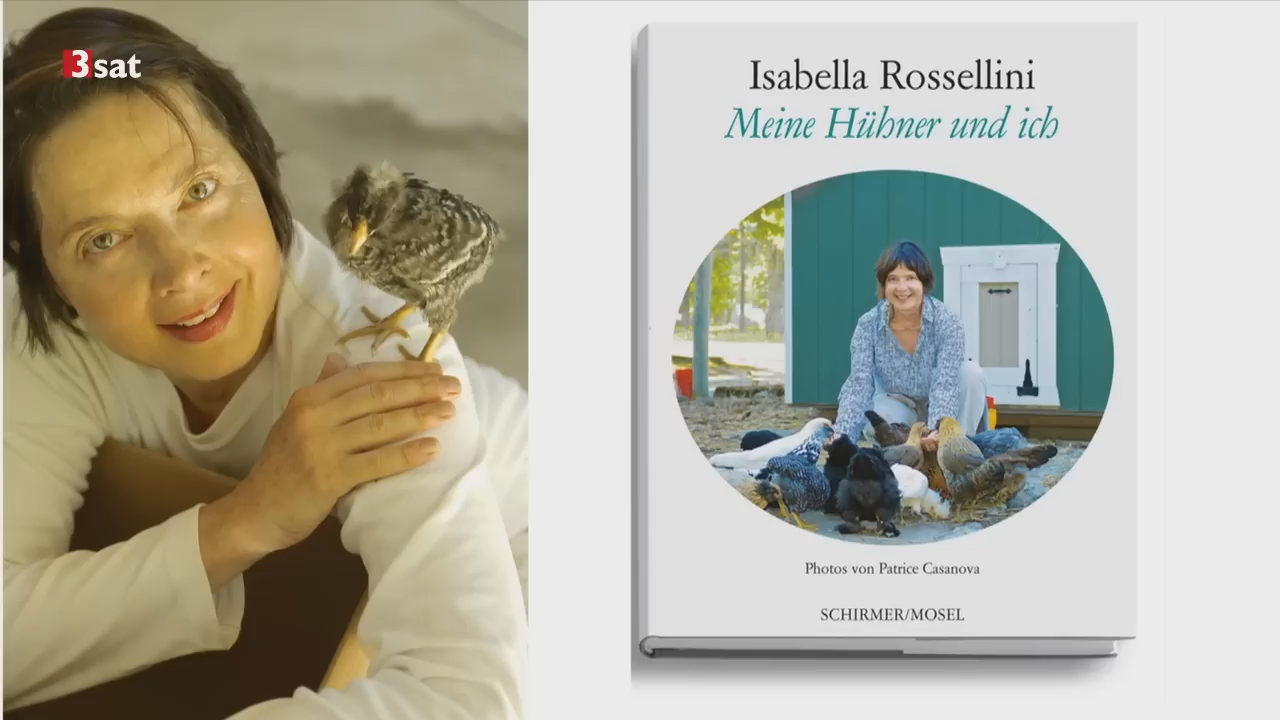 3sat
Isabella Rossellini
Meine Hühner und ich
Photos von Patrice Casanova
SCHIRMER/MOSEL